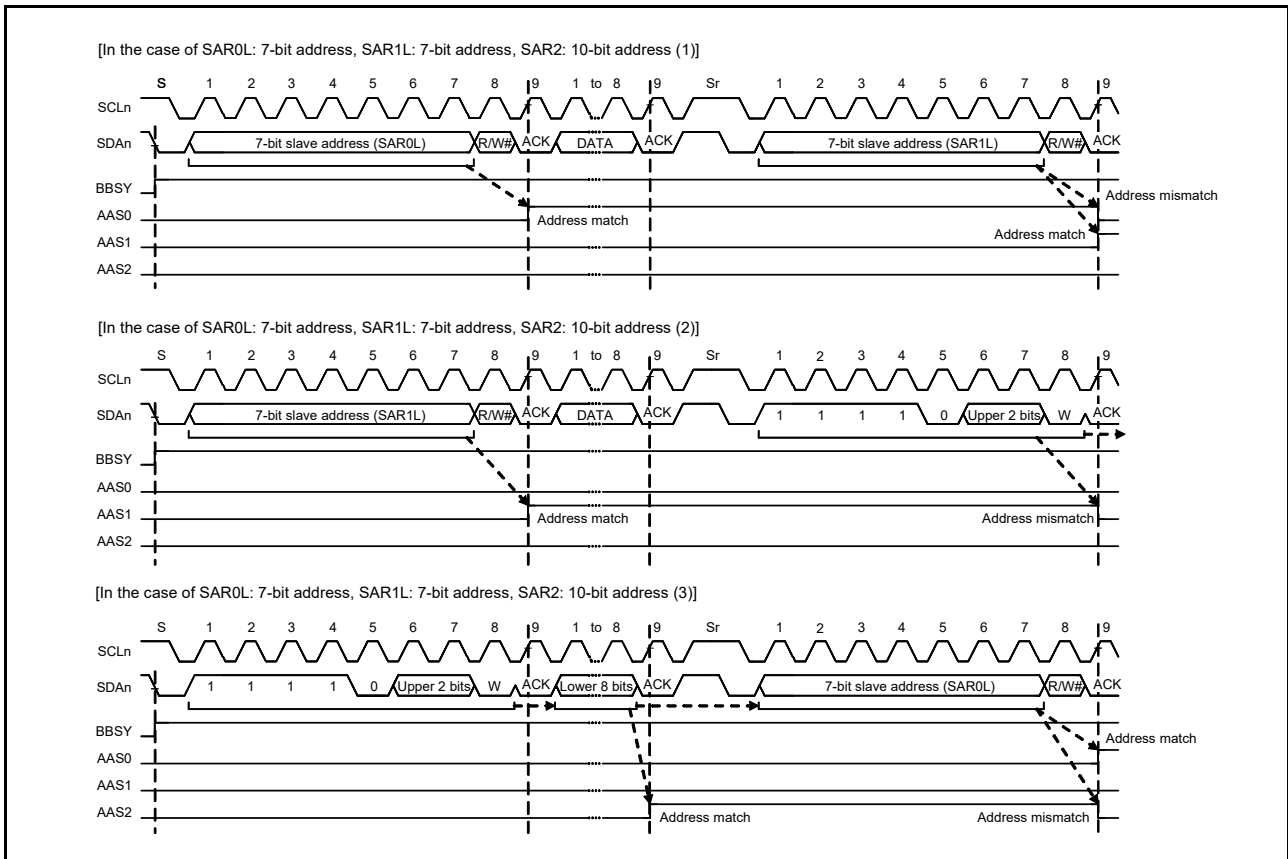 [In the case of SAR0L: 7-bit address, SAR1L: 7-bit address, SAR2: 10-bit address (1)]
S 1 2 3 4 5 6 7 8 9 1 to 8 9 Sr 1 2 3 4 5 6 7 8 9
SCLn
SDAn 7-bit slave address (SAR0L) R/W# ACK DATA ACK 7-bit slave address (SAR1L) R/W# ACK
BBSY
Address mismatch
AAS0 Address match
AAS1 Address match
AAS2
[In the case of SAR0L: 7-bit address, SAR1L: 7-bit address, SAR2: 10-bit address (2)]
S 1 2 3 4 5 6 7 8 9 1 to 8 9 Sr 1 2 3 4 5 6 7 8 9
SCLn
SDAn 7-bit slave address (SAR1L) R/W# ACK DATA ACK 1 1 1 1 0 Upper 2 bits W ACK
BBSY
AAS0
AAS1 Address match Address mismatch
AAS2
[In the case of SAR0L: 7-bit address, SAR1L: 7-bit address, SAR2: 10-bit address (3)]
S 1 2 3 4 5 6 7 8 9 1 to 8 9 Sr 1 2 3 4 5 6 7 8 9
SCLn
SDAn 1 1 1 1 0 Upper 2 bits W ACK Lower 8 bits ACK 7-bit slave address (SAR0L) R/W# ACK
BBSY
Address match
AAS0
AAS1
AAS2 Address match Address mismatch